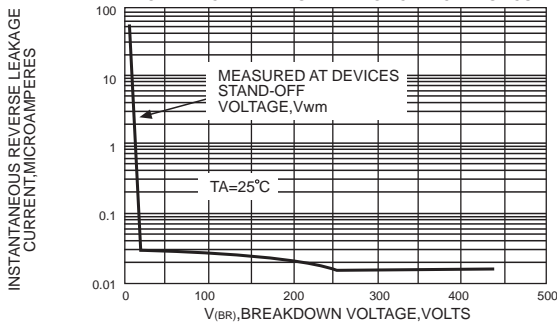 INSTANTANEOUS REVERSE LEAKAGE
CURRENT,MICROAMPERES
100
10
1
0.1
0.01
MEASURED AT DEVICES
STAND-OFF
VOLTAGE,Vwm
TA=25°C
0
100
200
300
400
500
V(BR),BREAKDOWN VOLTAGE,VOLTS